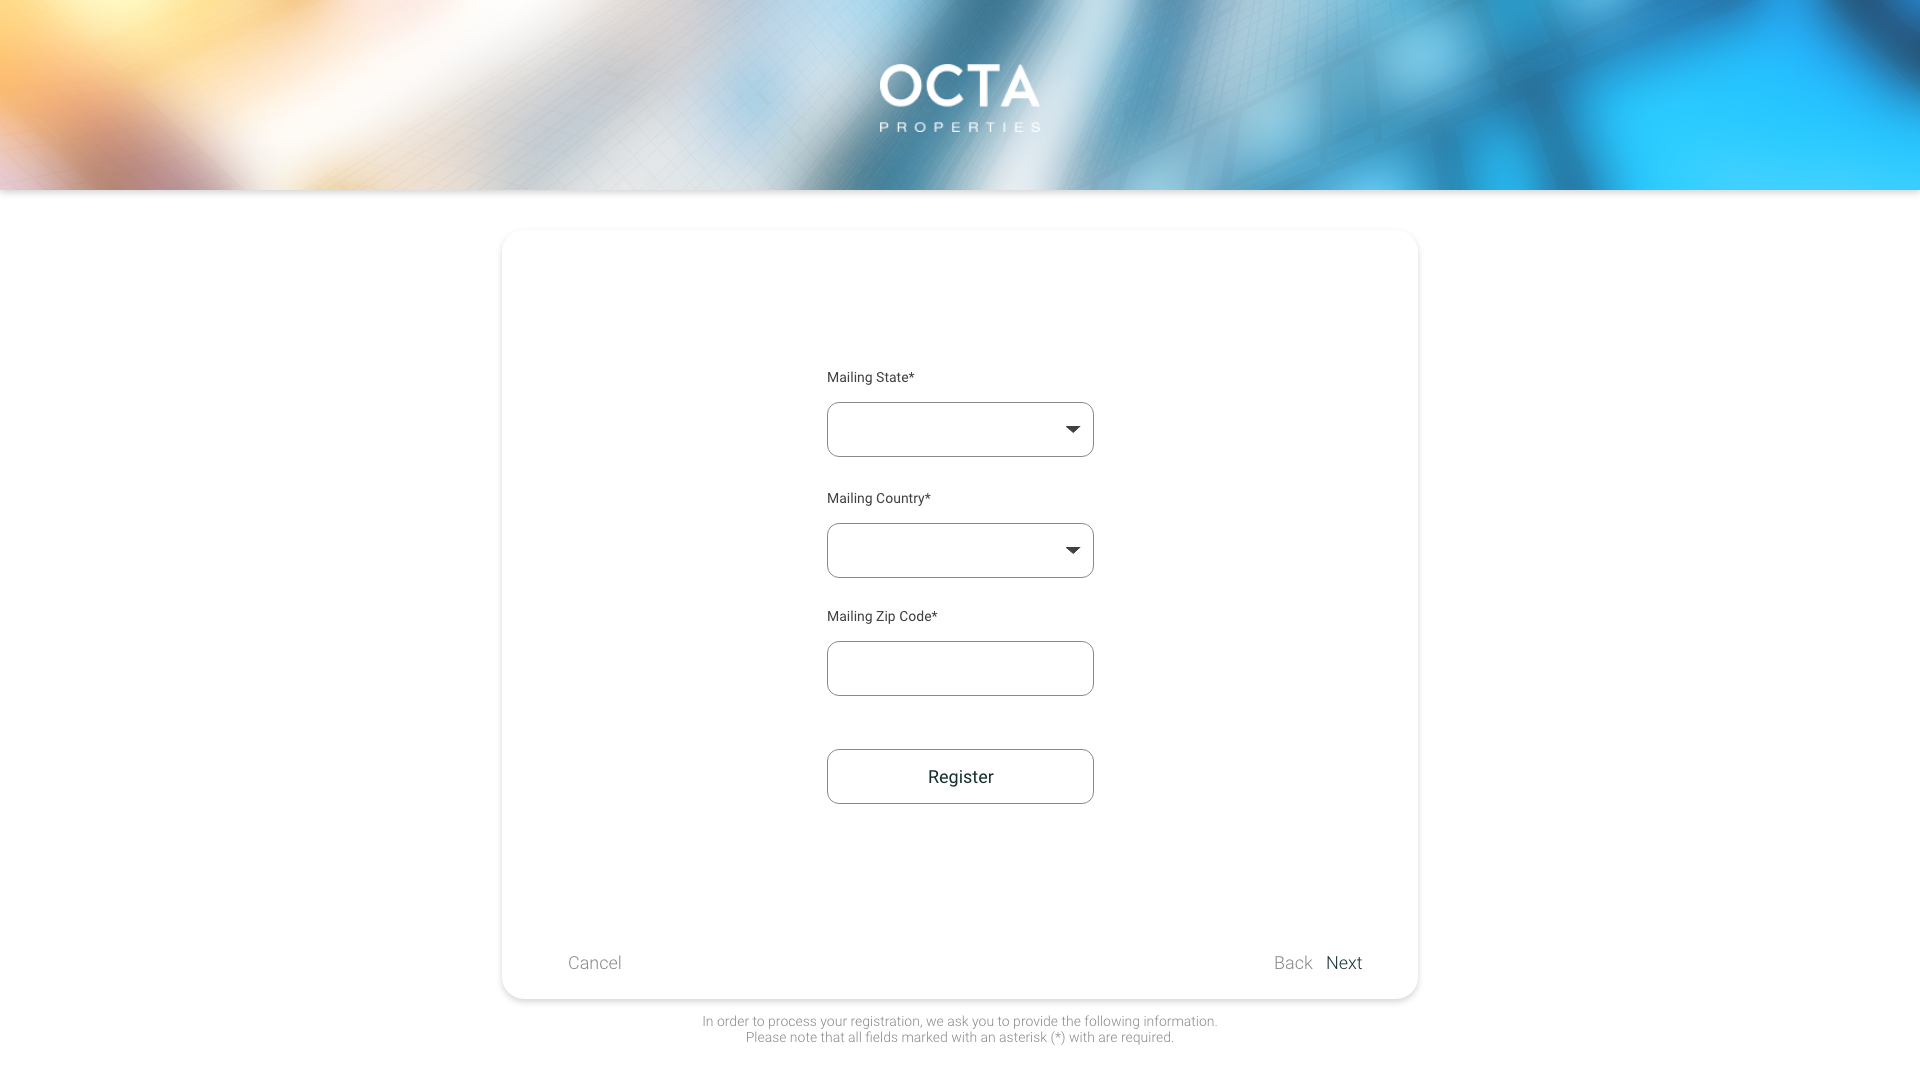 OCTA
PROPERTIES
Mailing State*
Mailing Country*
Mailing Zip Code*
Register
Cancel
Back Next
In order to process your registration, we ask you to provide the following information.
Please note that all fields marked with an asterisk (*) with are required.